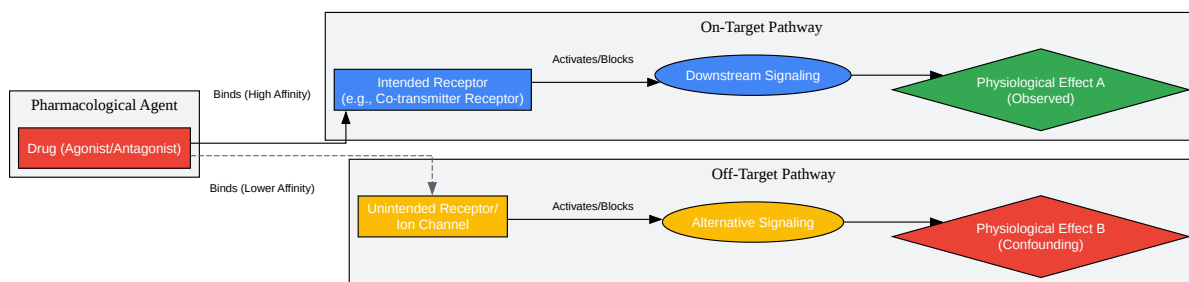 On-Target Pathway
Activates/Blocks
Intended Receptor
(e.g., Co-transmitter Receptor)
Downstream Signaling
Physiological Effect A
(Observed)
Binds (High Affinity)
Pharmacological Agent
Drug (Agonist/Antagonist)
Off-Target Pathway
Binds (Lower Affinity)
Activates/Blocks
Unintended Receptor/
Ion Channel
Alternative Signaling
Physiological Effect B
(Confounding)